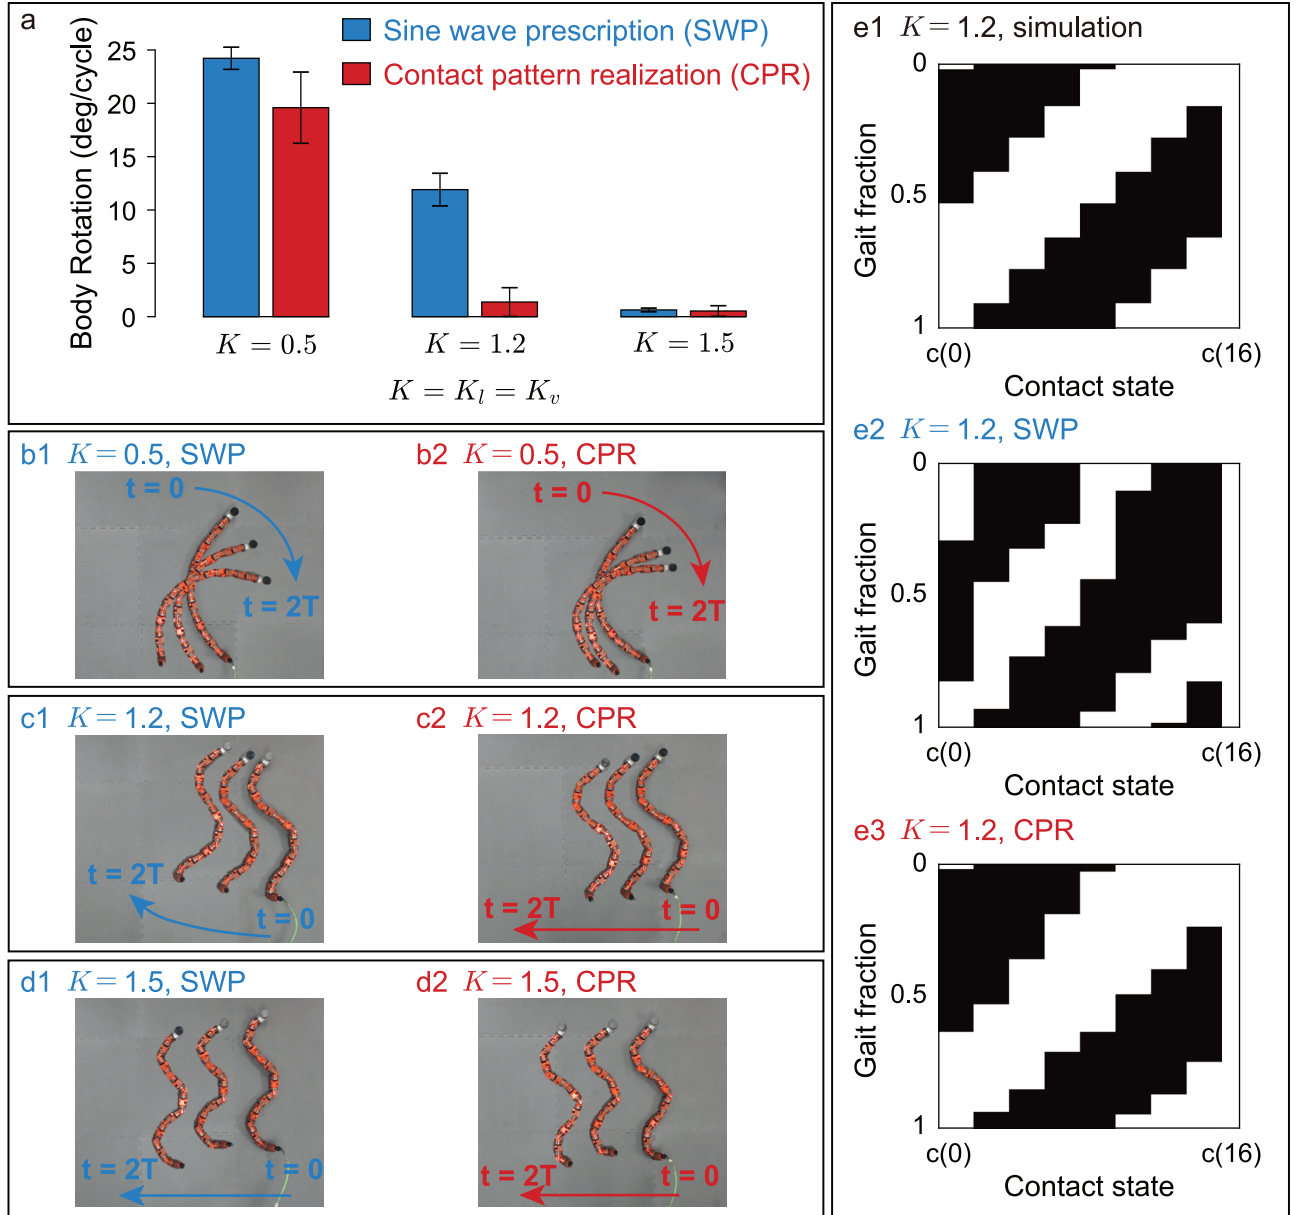 a
Sine wave prescription (SWP)
Contact pattern realization (CPR)
Body Rotation (deg/cycle)
25
20
15
10
5
0
K = 0.5
K = 1.2
K = 1.5
K = K_l = K_v
b1 K = 0.5, SWP
t = 0
t = 2T
b2 K = 0.5, CPR
t = 0
t = 2T
c1 K = 1.2, SWP
t = 2T
t = 0
c2 K = 1.2, CPR
t = 2T
t = 0
d1 K = 1.5, SWP
t = 2T
t = 0
d2 K = 1.5, CPR
t = 2T
t = 0
e1 K = 1.2, simulation
Gait fraction
0
0.5
1
c(0)
c(16)
Contact state
e2 K = 1.2, SWP
Gait fraction
0
0.5
1
c(0)
c(16)
Contact state
e3 K = 1.2, CPR
Gait fraction
0
0.5
1
c(0)
c(16)
Contact state